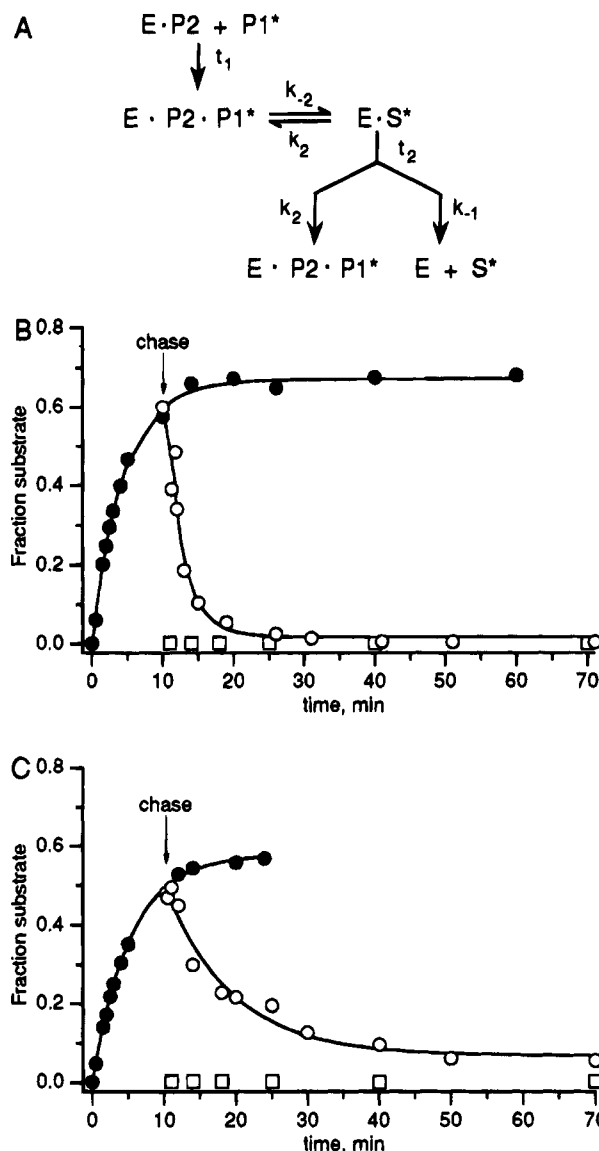 A
E·P2 + P1*
t₁
E · P2 · P1* k₋₂ k₂ E·S*
t₂
k₂ k₋₁
E · P2 · P1* E + S*
B
chase
Fraction substrate
0.8
0.6
0.4
0.2
0.0
0 10 20 30 40 50 60 70
time, min
C
chase
Fraction substrate
0.8
0.6
0.4
0.2
0.0
0 10 20 30 40 50 60 70
time, min